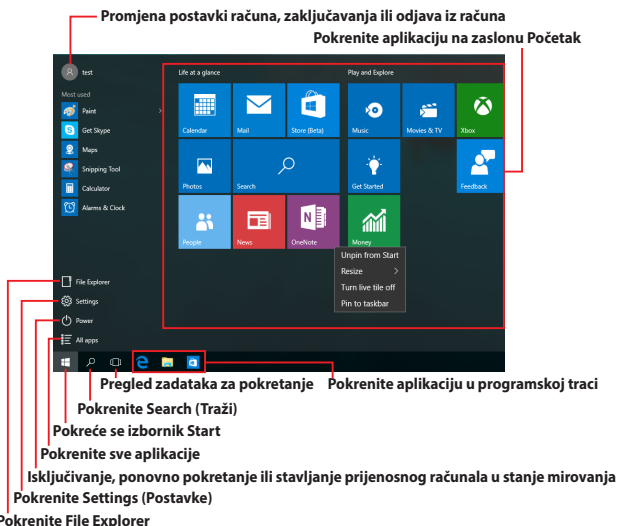 Promjena postavki računa, zaključavanja ili odjava iz računa
Pokrenite aplikaciju na zaslonu Početak
test
Most used
Paint
Get Skype
Maps
Snipping Tool
Calculator
Alarms & Clock
File Explorer
Settings
Power
All apps
Life at a glance
Play and Explore
Calendar
Mail
Store (Beta)
Music
Movies & TV
Xbox
Photos
Search
Get Started
Feedback
People
News
OneNote
Money
Unpin from Start
Resize
Turn live tile off
Pin to taskbar
Pregled zadataka za pokretanje
Pokrenite aplikaciju u programskoj traci
Pokrenite Search (Traži)
Pokreće se izbornik Start
Pokrenite sve aplikacije
Isključivanje, ponovno pokretanje ili stavljanje prijenosnog računala u stanje mirovanja
Pokrenite Settings (Postavke)
Pokrenite File Explorer